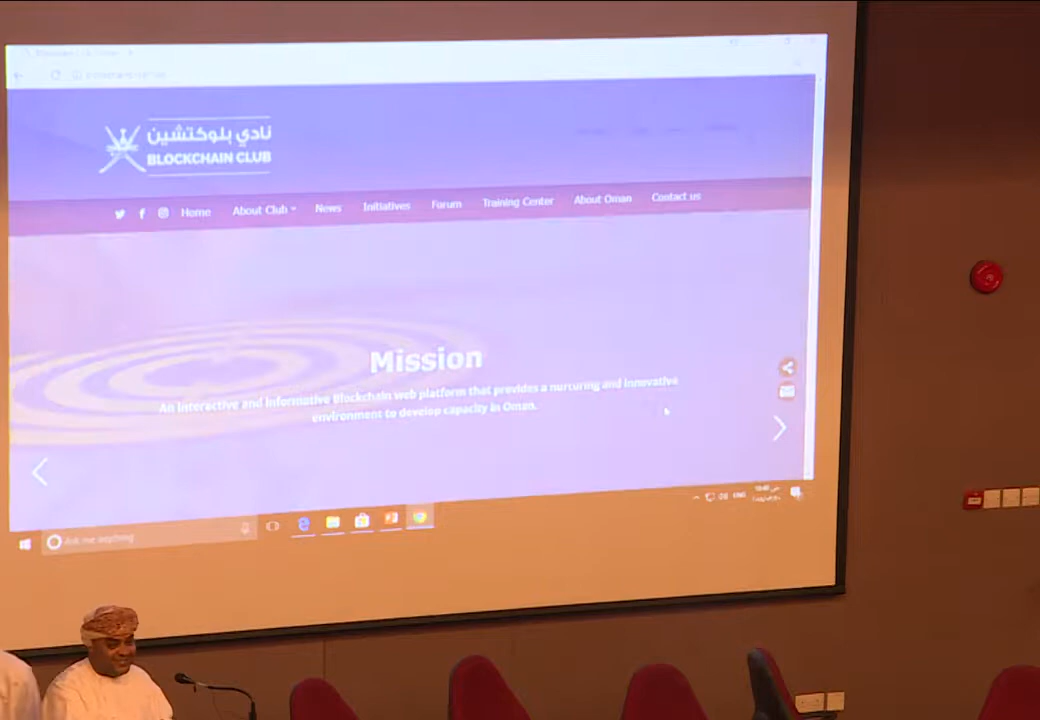 نادي بلوكتشين
BLOCKCHAIN CLUB
Home About Club News Initiatives Forum Training Center About Oman Contact us
Mission
An Interactive and Informative Blockchain web platform that provides a nurturing and innovative
environment to develop capacity in Oman.
Ask me anything
ENG